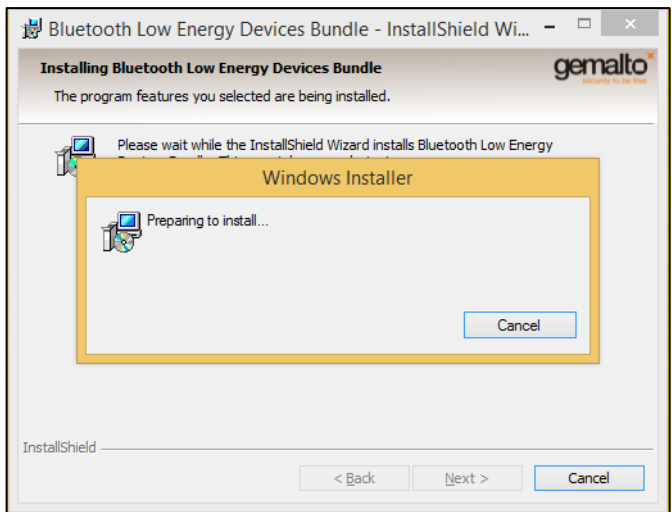 Bluetooth Low Energy Devices Bundle - InstallShield Wi...
Installing Bluetooth Low Energy Devices Bundle
gemalto
security to be free
The program features you selected are being installed.
Please wait while the InstallShield Wizard installs Bluetooth Low Energy
Windows Installer
Preparing to install...
Cancel
InstallShield
< Back
Next >
Cancel